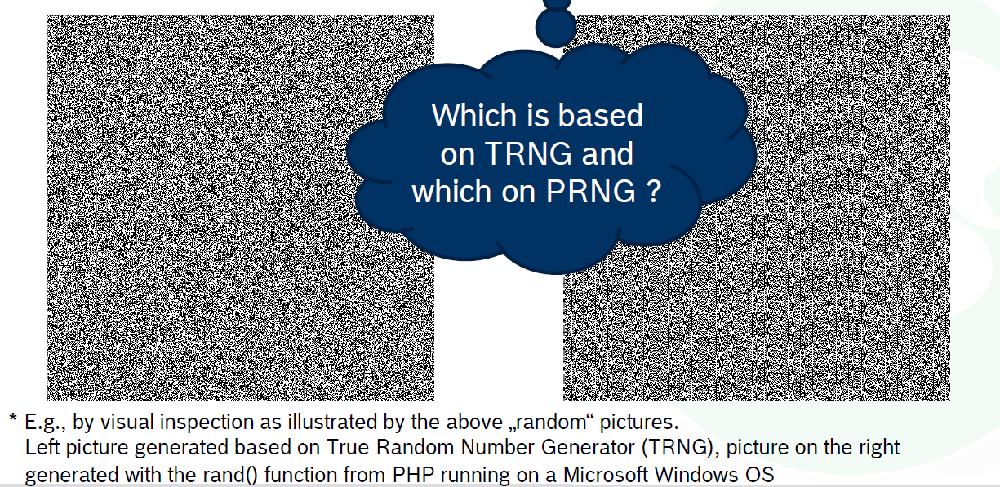 Which is based
on TRNG and
which on PRNG ?
* E.g., by visual inspection as illustrated by the above „random“ pictures.
Left picture generated based on True Random Number Generator (TRNG), picture on the right
generated with the rand() function from PHP running on a Microsoft Windows OS